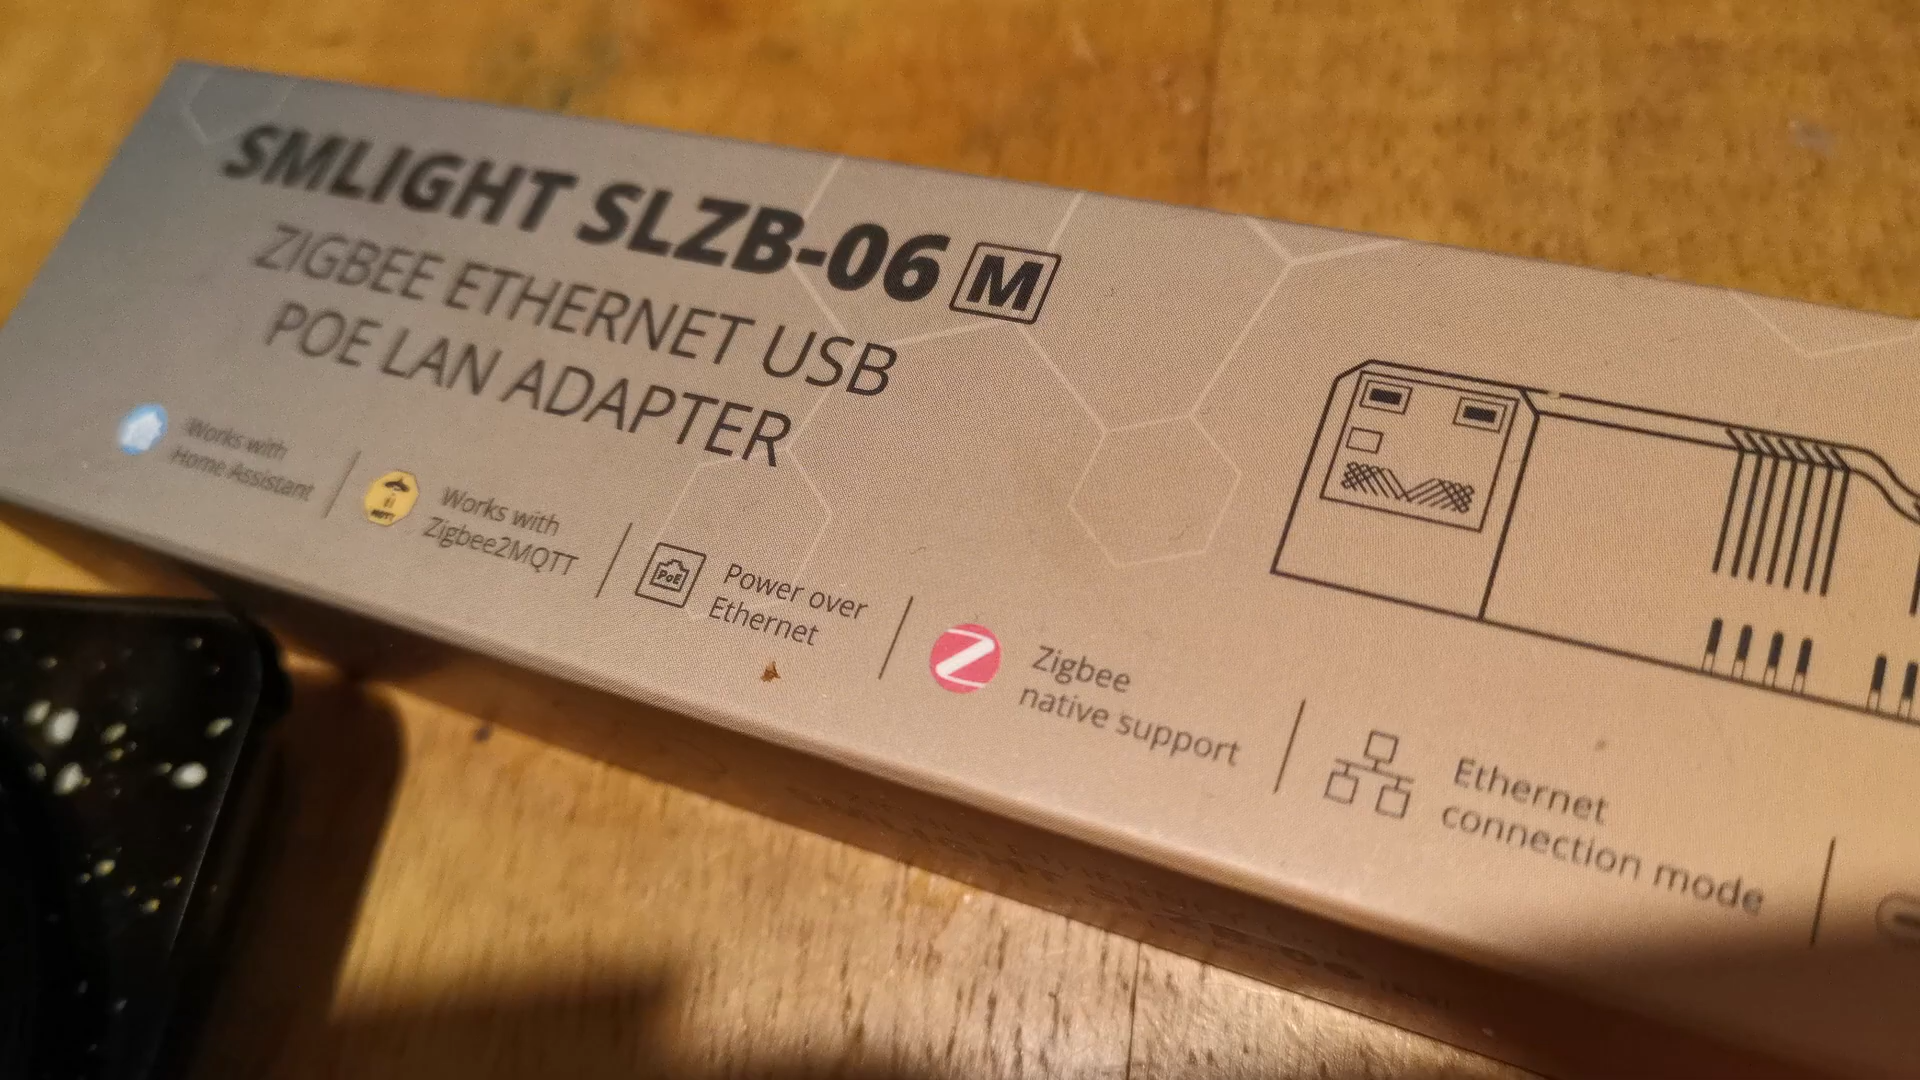 SMLIGHT SLZB-06 M
ZIGBEE ETHERNET USB
POE LAN ADAPTER
Works with
Home Assistant
Works with
Zigbee2MQTT
PoE
Power over
Ethernet
Z
Zigbee
native support
Ethernet
connection mode